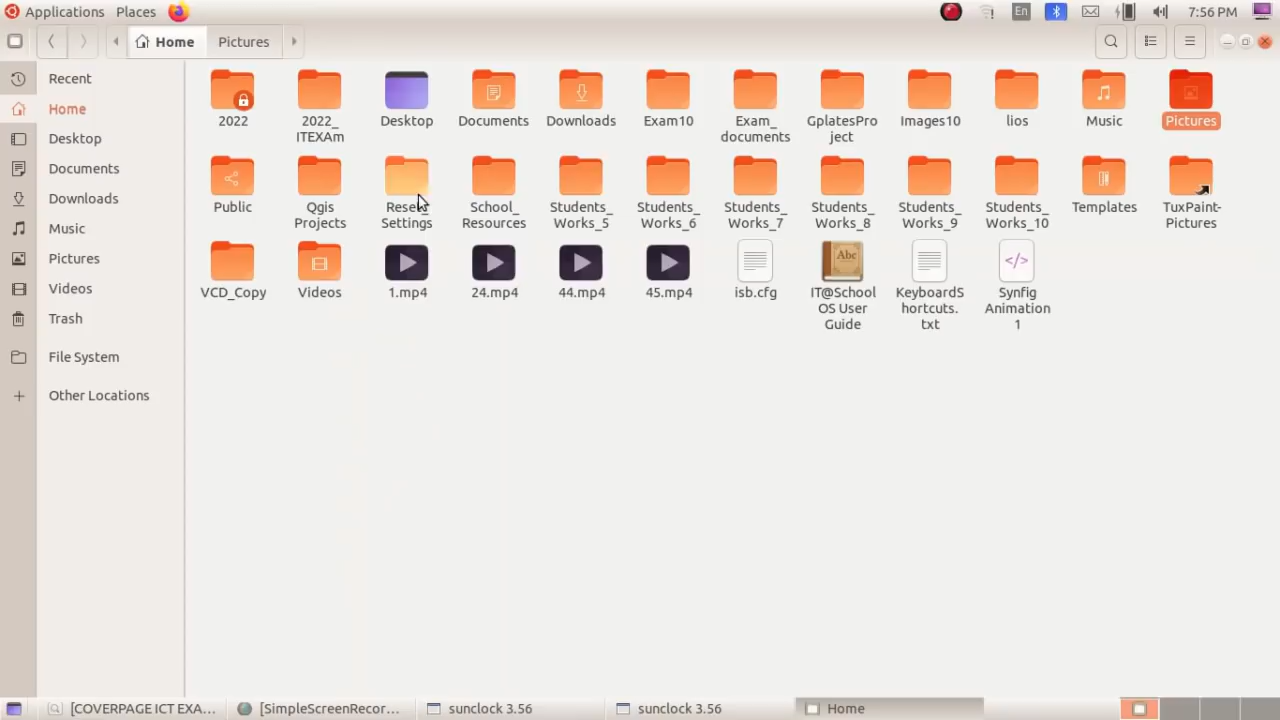 Applications Places En 7:56 PM
Home Pictures
Recent
Home
Desktop
Documents
Downloads
Music
Pictures
Videos
Trash
File System
Other Locations
2022 2022_ Desktop Documents Downloads Exam10 Exam_ GplatesPro Images10 lios Music Pictures
ITEXAm documents ject
Public Qgis Reset_ School_ Students_ Students_ Students_ Students_ Students_ Students_ Templates TuxPaint-
Projects Settings Resources Works_5 Works_6 Works_7 Works_8 Works_9 Works_10 Pictures
Abc </>
VCD_Copy Videos 1.mp4 24.mp4 44.mp4 45.mp4 isb.cfg IT@School KeyboardS Synfig
OS User hortcuts. Animation
Guide txt 1
[COVERPAGE ICT EXA... [SimpleScreenRecor... sunclock 3.56 sunclock 3.56 Home